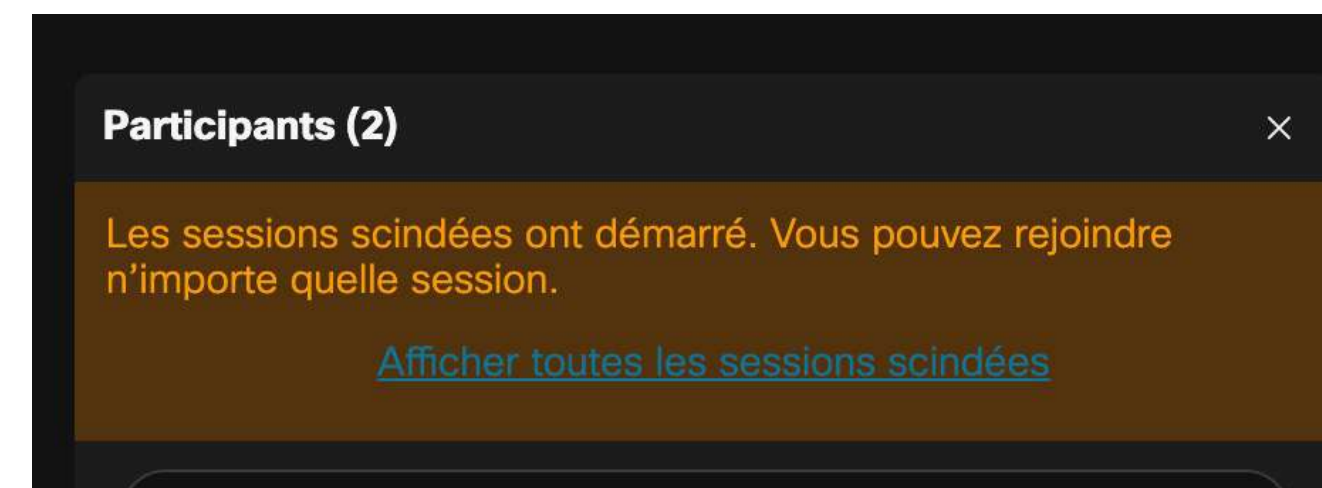 Participants (2)
Les sessions scindées ont démarré. Vous pouvez rejoindre
n’importe quelle session.
Afficher toutes les sessions scindées